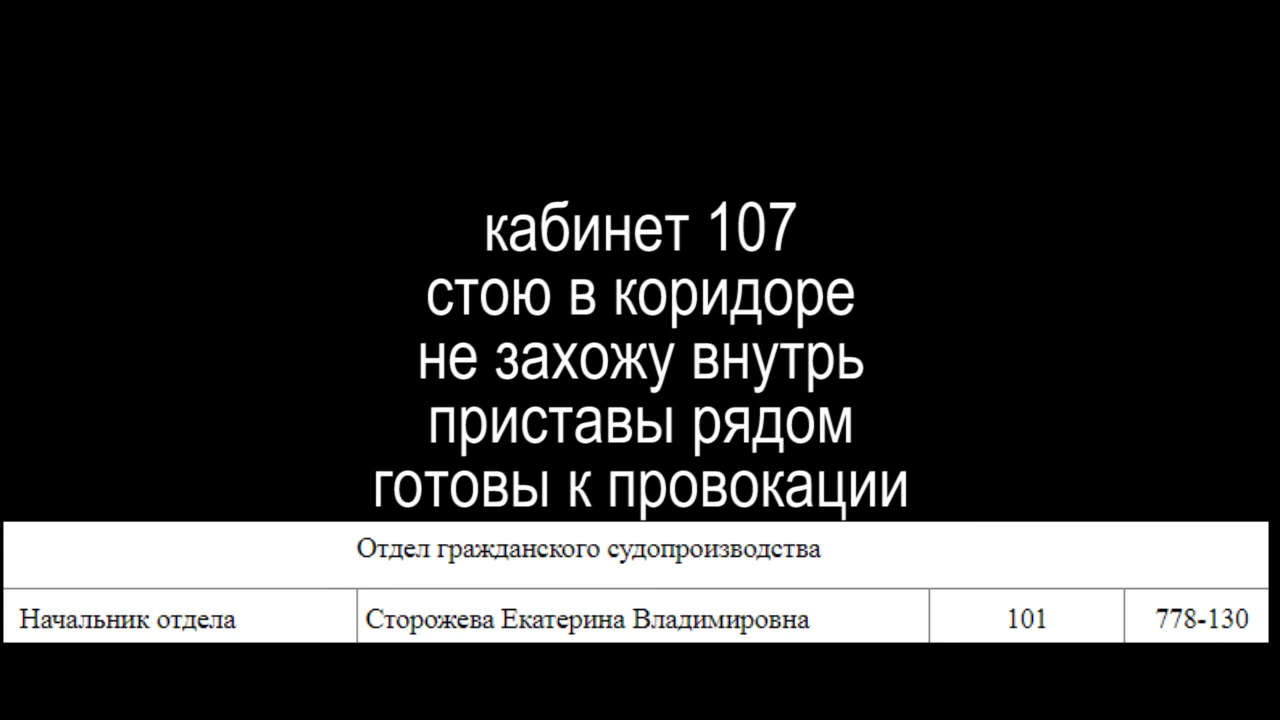 кабинет 107
стою в коридоре
не захожу внутрь
приставы рядом
готовы к провокации
Отдел гражданского судопроизводства
Начальник отдела Сторожева Екатерина Владимировна 101 778-130